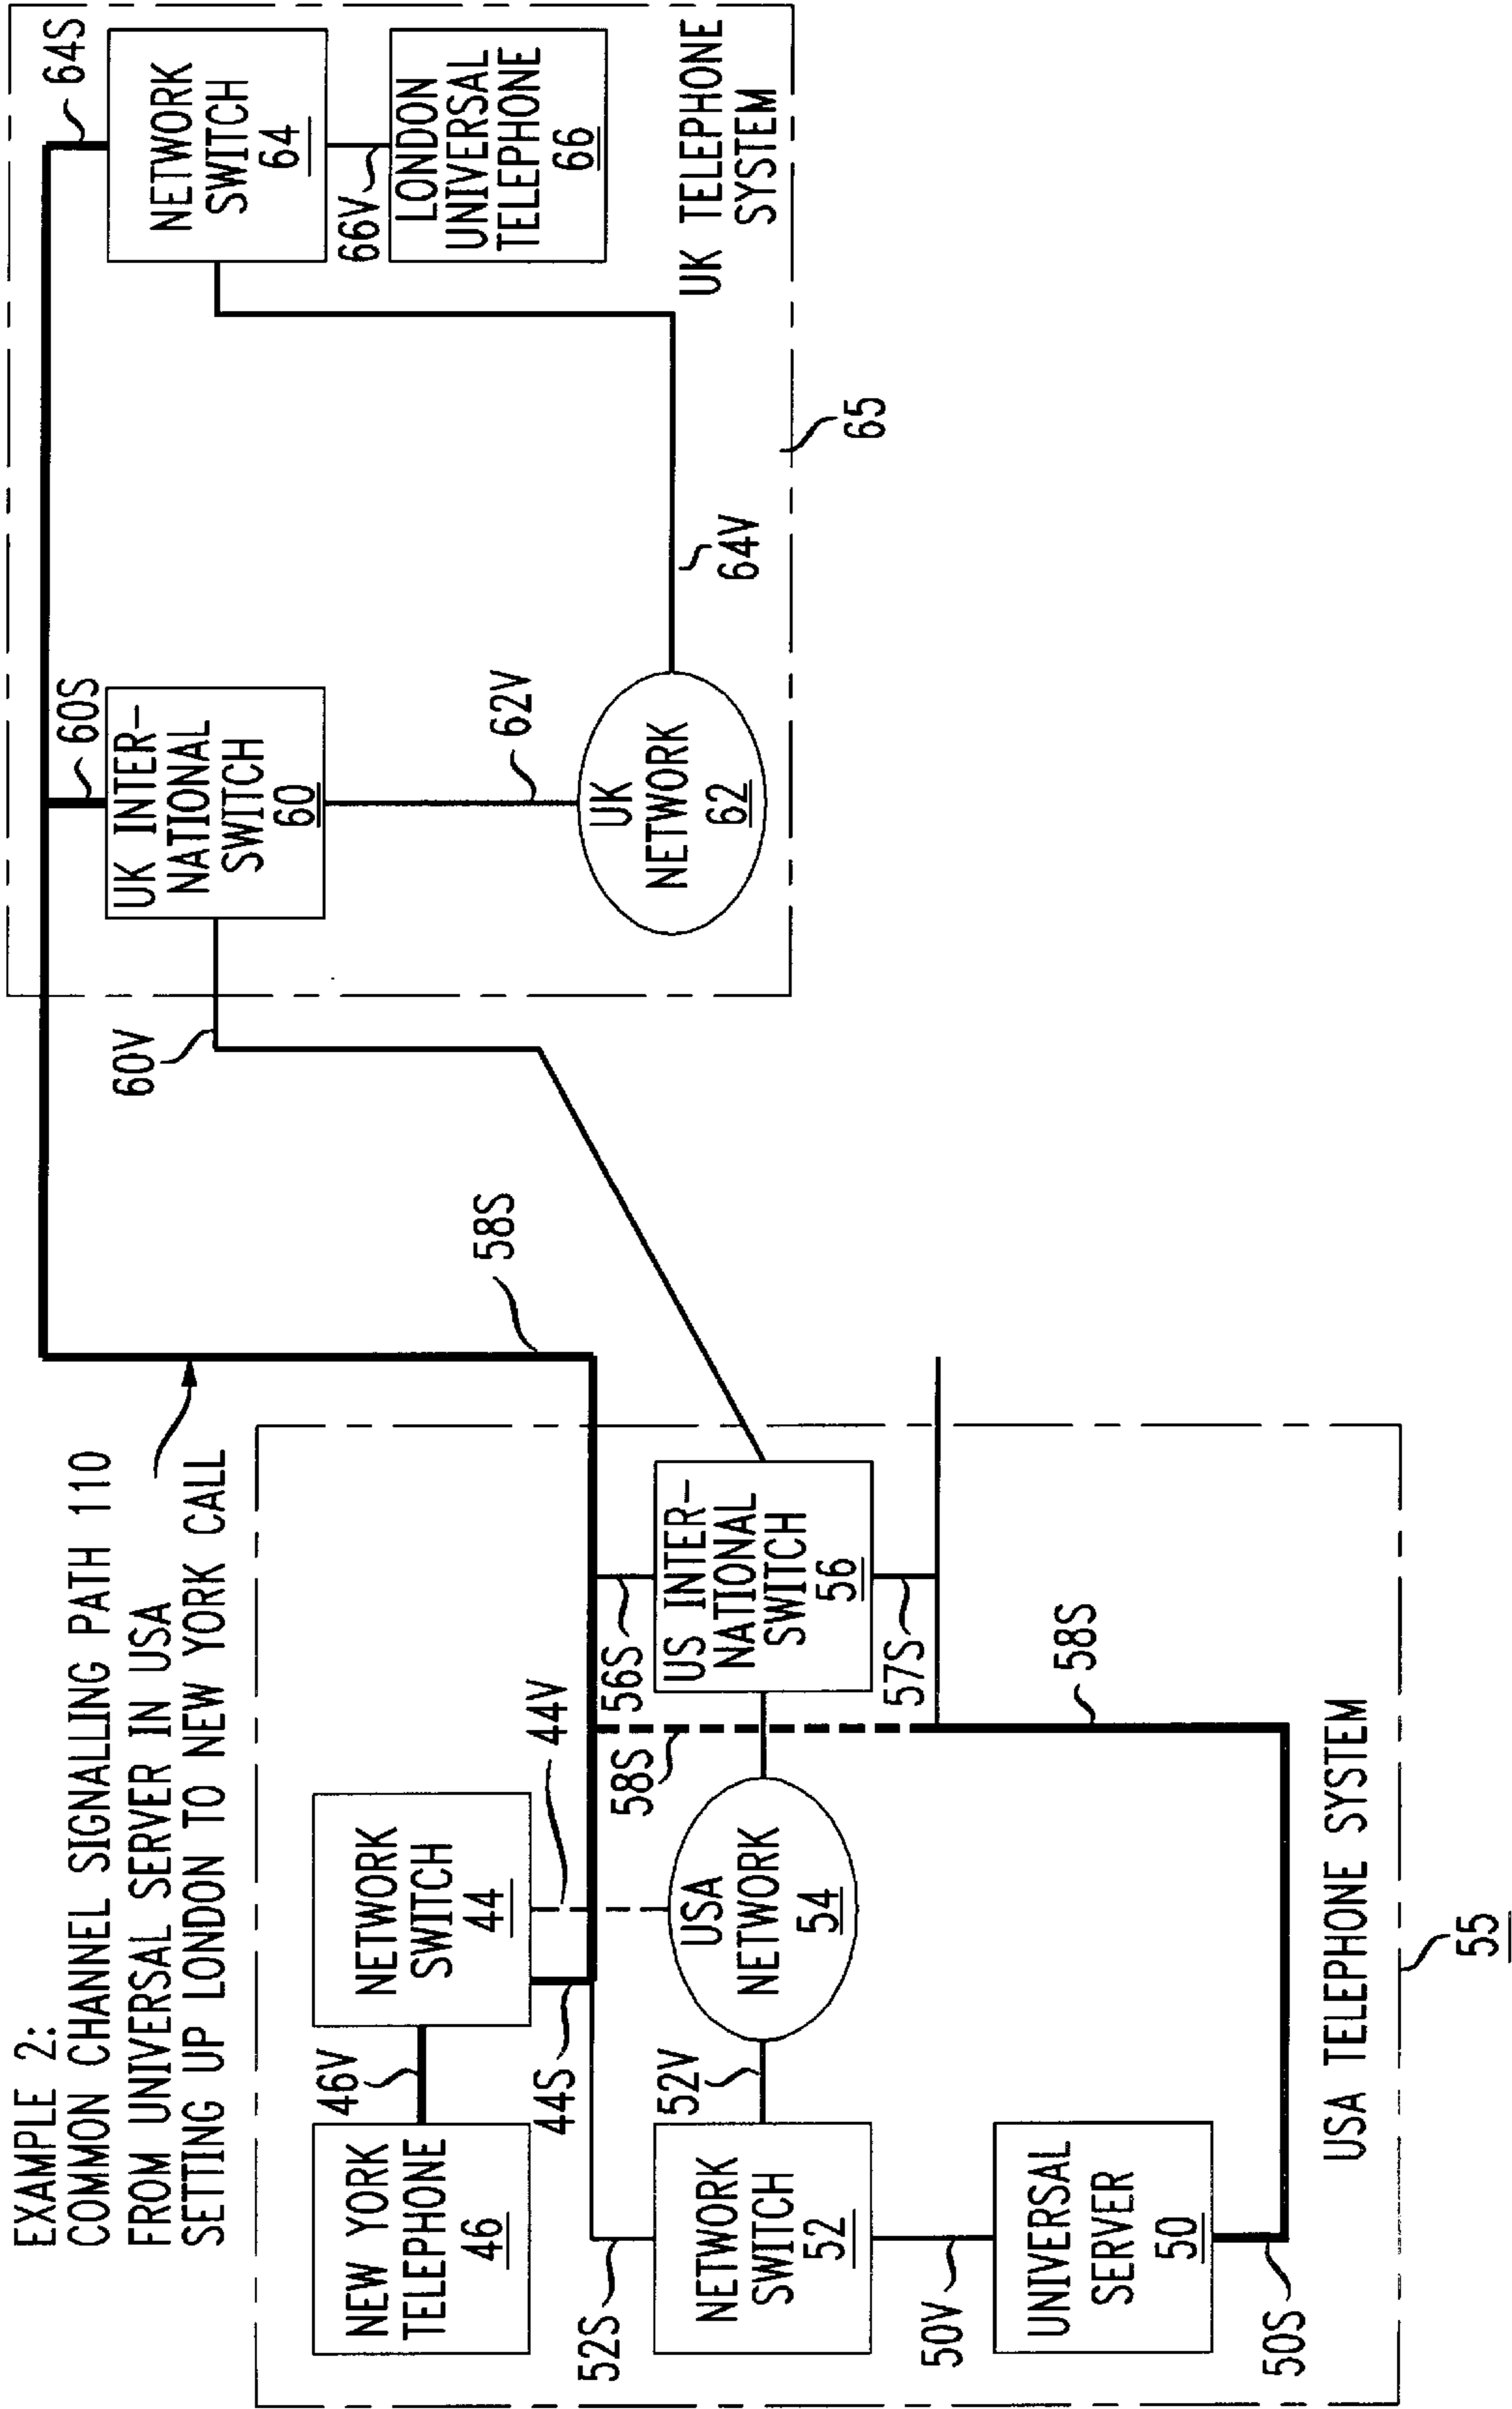 EXAMPLE 2:
COMMON CHANNEL SIGNALLING PATH 110
FROM UNIVERSAL SERVER IN USA
SETTING UP LONDON TO NEW YORK CALL
NEW YORK
TELEPHONE
46
46V
NETWORK
SWITCH
44
44S
44V
52S
NETWORK
SWITCH
52
52V
USA
NETWORK
54
58S
56S
US INTER-
NATIONAL
SWITCH
56
57S
50V
UNIVERSAL
SERVER
50
50S
58S
USA TELEPHONE SYSTEM
55
58S
60V
60S
UK INTER-
NATIONAL
SWITCH
60
62V
UK
NETWORK
62
64V
64S
NETWORK
SWITCH
64
66V
LONDON
UNIVERSAL
TELEPHONE
66
UK TELEPHONE
SYSTEM
65